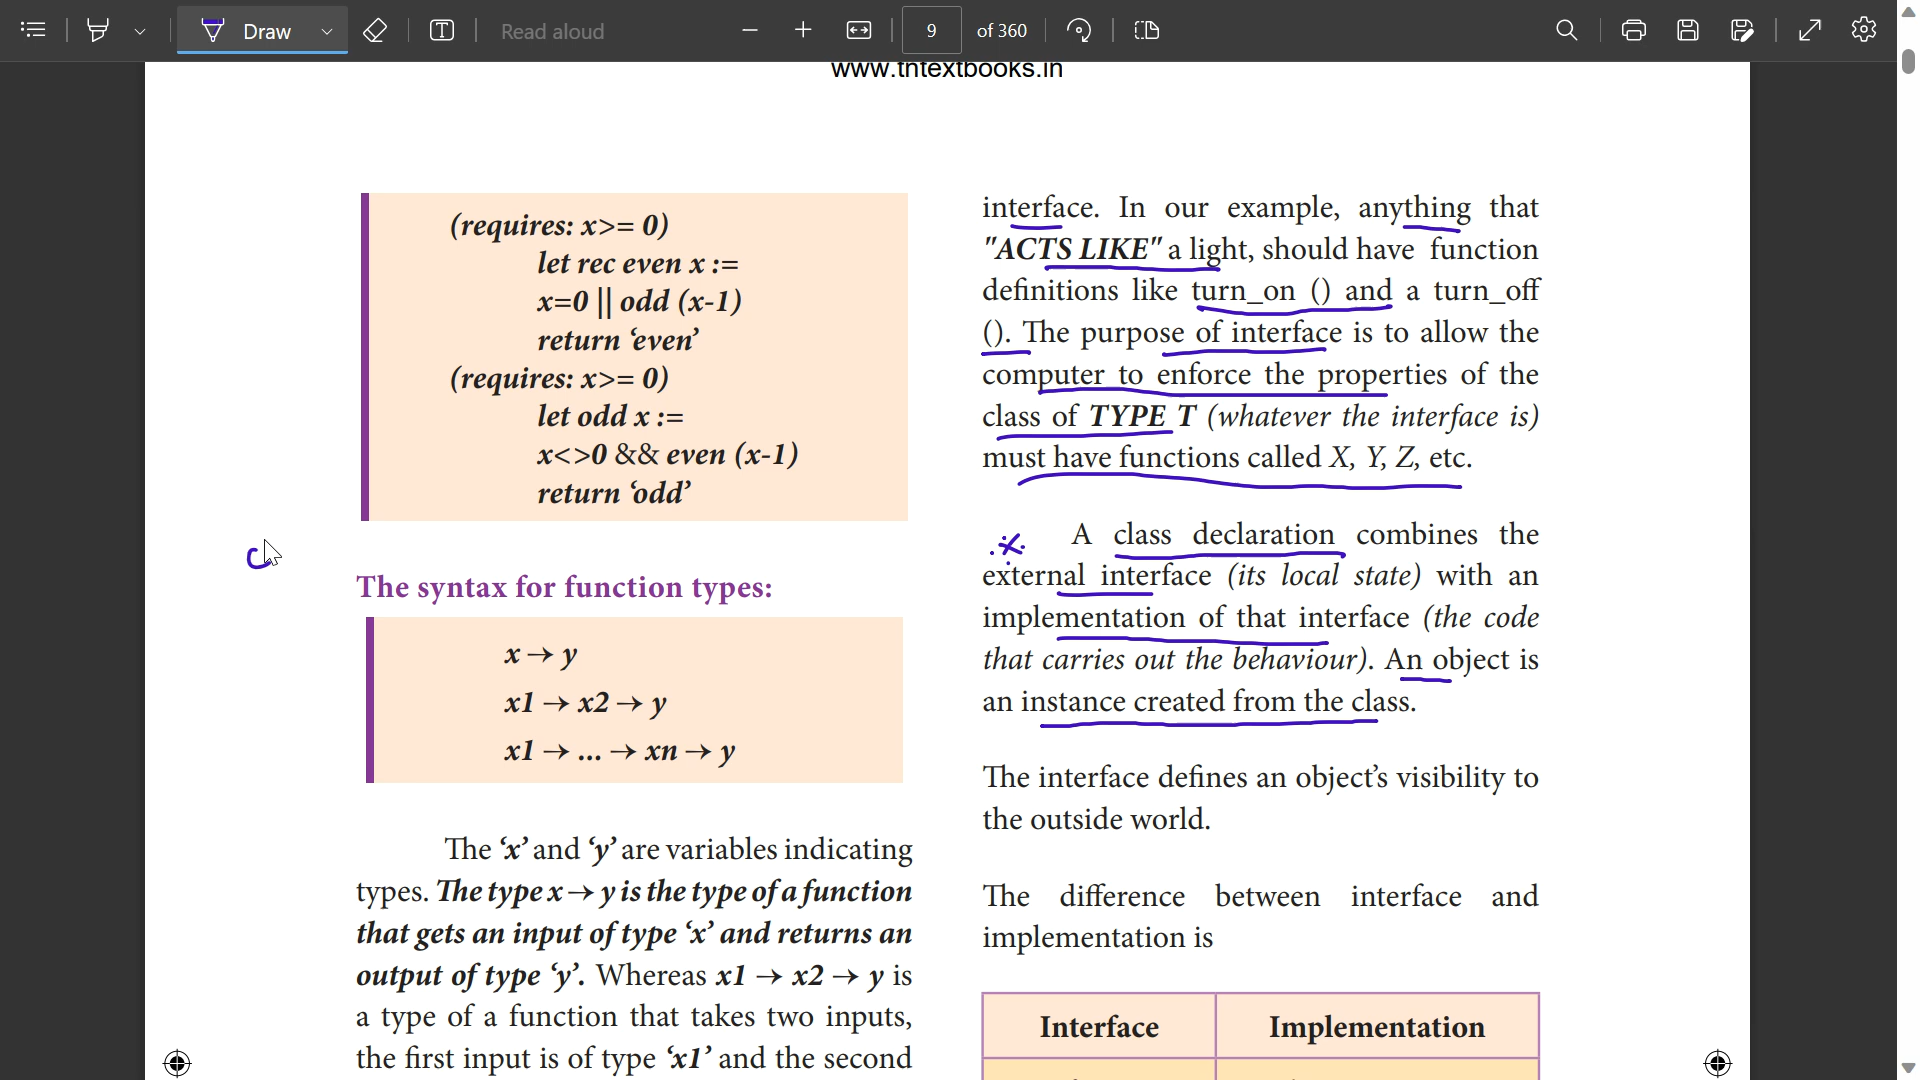 Draw
Read aloud
9
of 360
www.tntextbooks.in
(requires: x>= 0)
let rec even x :=
x=0 || odd (x-1)
return ‘even’
(requires: x>= 0)
let odd x :=
x<>0 && even (x-1)
return ‘odd’
The syntax for function types:
x → y
x1 → x2 → y
x1 → ... → xn → y
The ‘x’ and ‘y’ are variables indicating
types. The type x → y is the type of a function
that gets an input of type ‘x’ and returns an
output of type ‘y’. Whereas x1 → x2 → y is
a type of a function that takes two inputs,
the first input is of type ‘x1’ and the second
interface. In our example, anything that
"ACTS LIKE" a light, should have function
definitions like turn_on () and a turn_off
(). The purpose of interface is to allow the
computer to enforce the properties of the
class of TYPE T (whatever the interface is)
must have functions called X, Y, Z, etc.
A class declaration combines the
external interface (its local state) with an
implementation of that interface (the code
that carries out the behaviour). An object is
an instance created from the class.
The interface defines an object’s visibility to
the outside world.
The difference between interface and
implementation is
Interface
Implementation